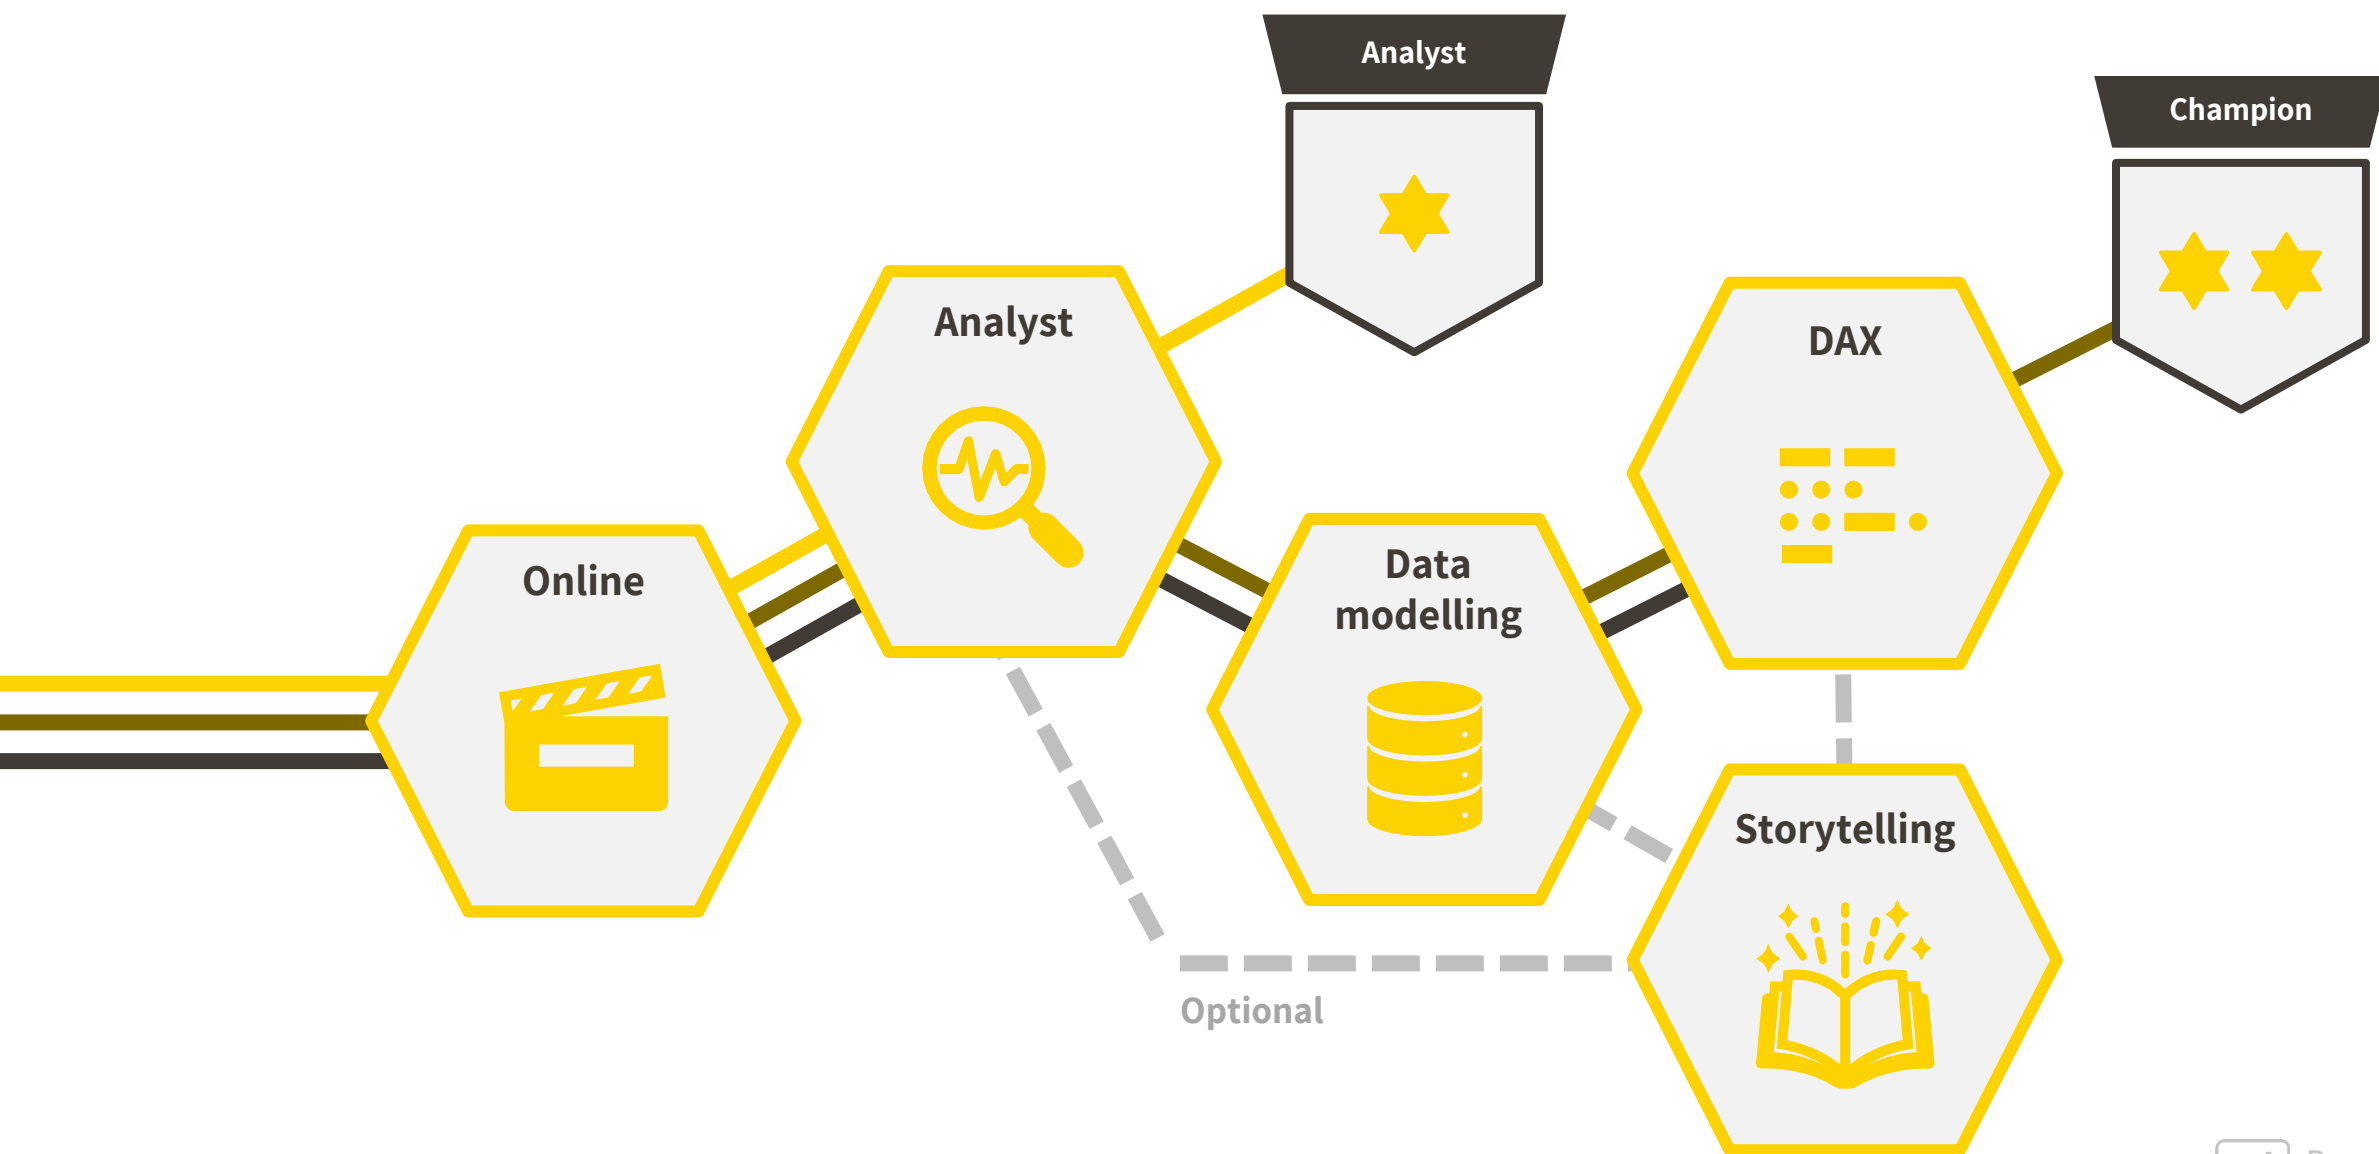 Analyst
Champion
Analyst
DAX
Online
Data
modelling
Storytelling
Optional